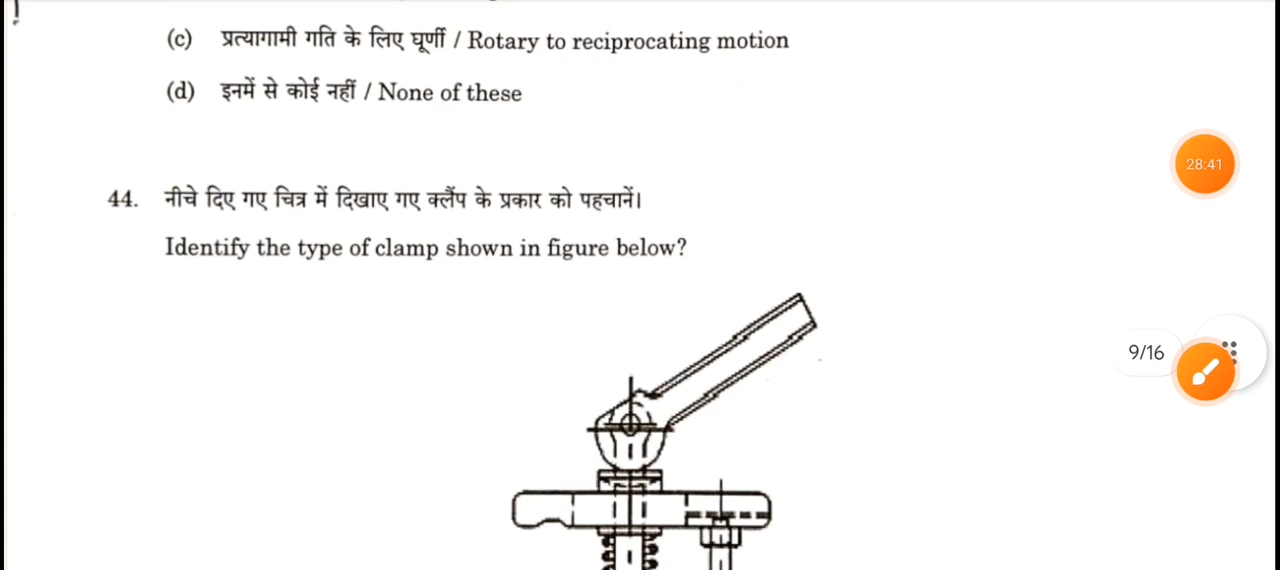 (c) प्रत्यागामी गति के लिए घूर्णी / Rotary to reciprocating motion
(d) इनमें से कोई नहीं / None of these
28:41
44. नीचे दिए गए चित्र में दिखाए गए क्लैंप के प्रकार को पहचानें।
Identify the type of clamp shown in figure below?
9/16